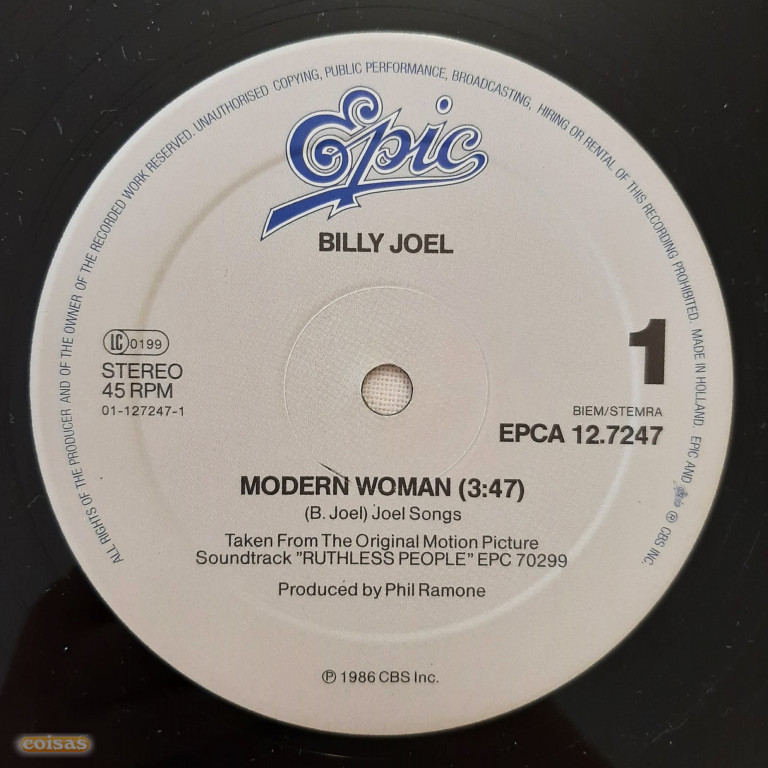 ALL RIGHTS OF THE PRODUCER AND OF THE OWNER OF THE RECORDED WORK RESERVED. UNAUTHORISED COPYING, PUBLIC PERFORMANCE, BROADCASTING, HIRING OR RENTAL OF THIS RECORDING PROHIBITED. MADE IN HOLLAND. EPIC AND Epic ℗ CBS INC.
Epic
BILLY JOEL
LC 0199
STEREO
45 RPM
01-127247-1
1
BIEM/STEMRA
EPCA 12.7247
MODERN WOMAN (3:47)
(B. Joel) Joel Songs
Taken From The Original Motion Picture
Soundtrack "RUTHLESS PEOPLE" EPC 70299
Produced by Phil Ramone
℗ 1986 CBS Inc.
coisas